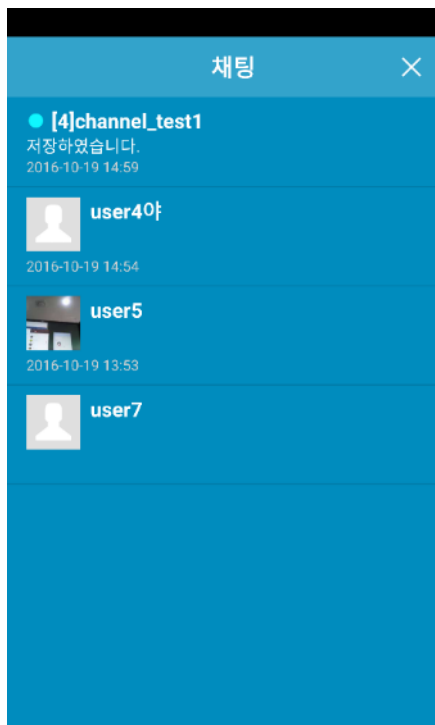 채팅
[4]channel_test1
저장하였습니다.
2016-10-19 14:59
user4야
2016-10-19 14:54
user5
2016-10-19 13:53
user7